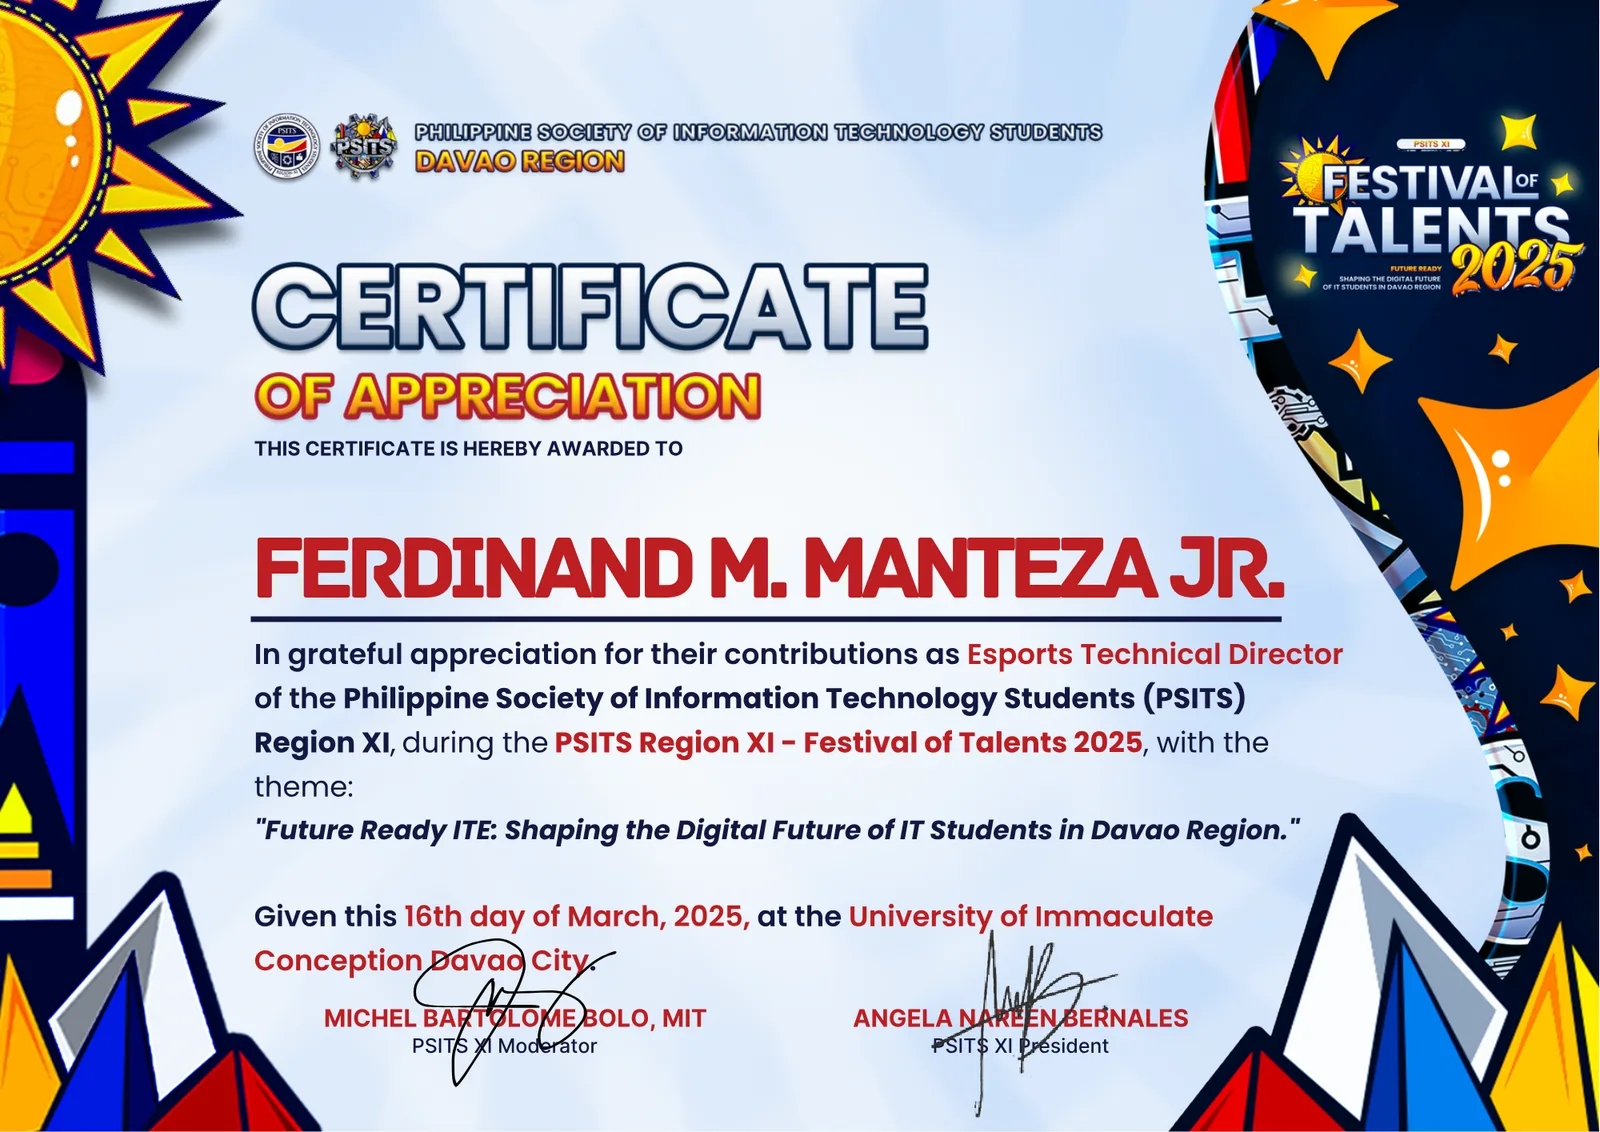 PHILIPPINE SOCIETY OF INFORMATION TECHNOLOGY STUDENTS
DAVAO REGION
PSITS
PSITS
PSITS XI
FESTIVAL OF
TALENTS
2025
FUTURE READY
SHAPING THE DIGITAL FUTURE
OF IT STUDENTS IN DAVAO REGION
CERTIFICATE
OF APPRECIATION
THIS CERTIFICATE IS HEREBY AWARDED TO
FERDINAND M. MANTEZA JR.
In grateful appreciation for their contributions as Esports Technical Director
of the Philippine Society of Information Technology Students (PSITS)
Region XI, during the PSITS Region XI – Festival of Talents 2025, with the
theme:
"Future Ready ITE: Shaping the Digital Future of IT Students in Davao Region."
Given this 16th day of March, 2025, at the University of Immaculate
Conception Davao City.
MICHEL BARTOLOME BOLO, MIT
PSITS XI Moderator
ANGELA NAREEN BERNALES
PSITS XI President